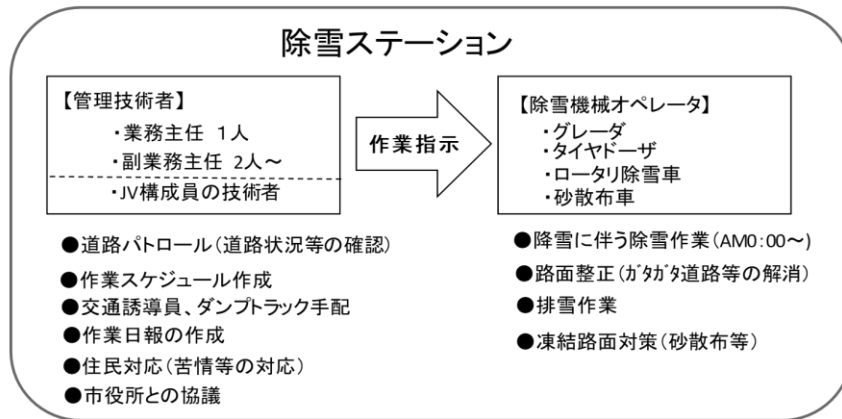 除雪ステーション
【管理技術者】
・業務主任 1人
・副業務主任 2人～
・JV構成員の技術者
作業指示
【除雪機械オペレータ】
・グレーダ
・タイヤドーザ
・ロータリ除雪車
・砂散布車
●道路パトロール(道路状況等の確認)
●作業スケジュール作成
●交通誘導員、ダンプトラック手配
●作業日報の作成
●住民対応(苦情等の対応)
●市役所との協議
●降雪に伴う除雪作業(AM0:00～)
●路面整正(ｶﾞﾀｶﾞﾀ道路等の解消)
●排雪作業
●凍結路面対策(砂散布等)